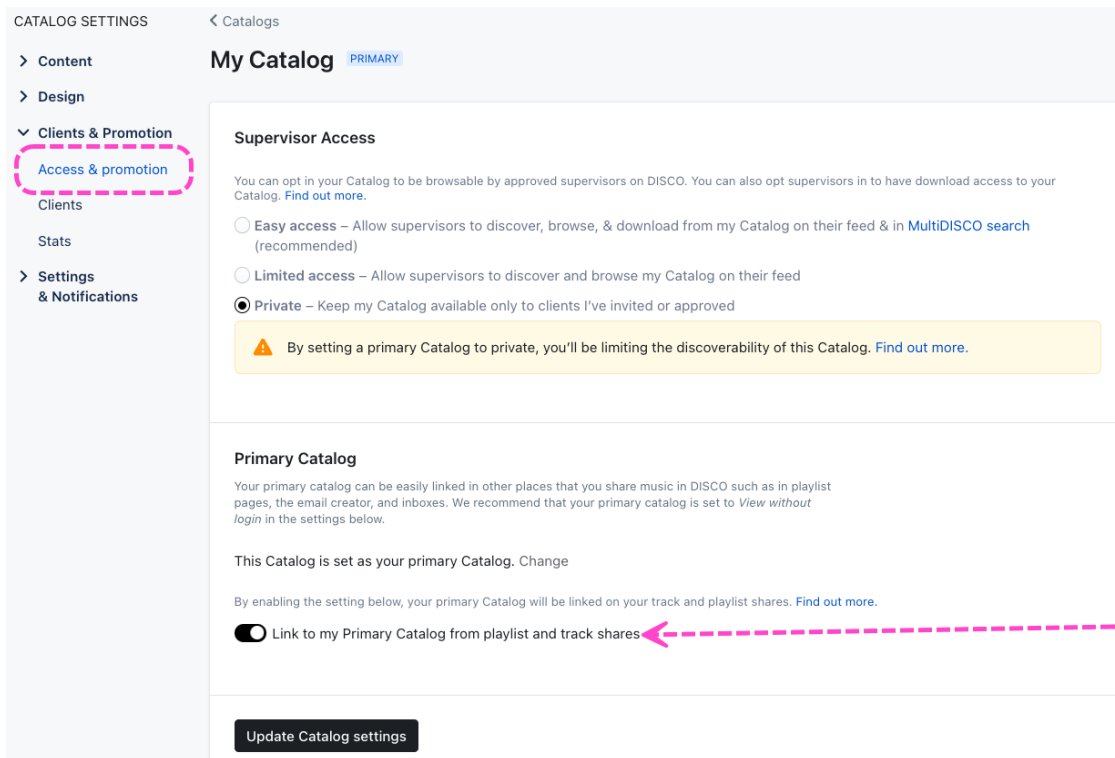 CATALOG SETTINGS
Content
Design
Clients & Promotion
Access & promotion
Clients
Stats
Settings
& Notifications
Catalogs
My Catalog PRIMARY
Supervisor Access
You can opt in your Catalog to be browsable by approved supervisors on DISCO. You can also opt supervisors in to have download access to your
Catalog. Find out more.
Easy access – Allow supervisors to discover, browse, & download from my Catalog on their feed & in MultiDISCO search
(recommended)
Limited access – Allow supervisors to discover and browse my Catalog on their feed
Private – Keep my Catalog available only to clients I've invited or approved
By setting a primary Catalog to private, you'll be limiting the discoverability of this Catalog. Find out more.
Primary Catalog
Your primary catalog can be easily linked in other places that you share music in DISCO such as in playlist
pages, the email creator, and inboxes. We recommend that your primary catalog is set to View without
login in the settings below.
This Catalog is set as your primary Catalog. Change
By enabling the setting below, your primary Catalog will be linked on your track and playlist shares. Find out more.
Link to my Primary Catalog from playlist and track shares
Update Catalog settings